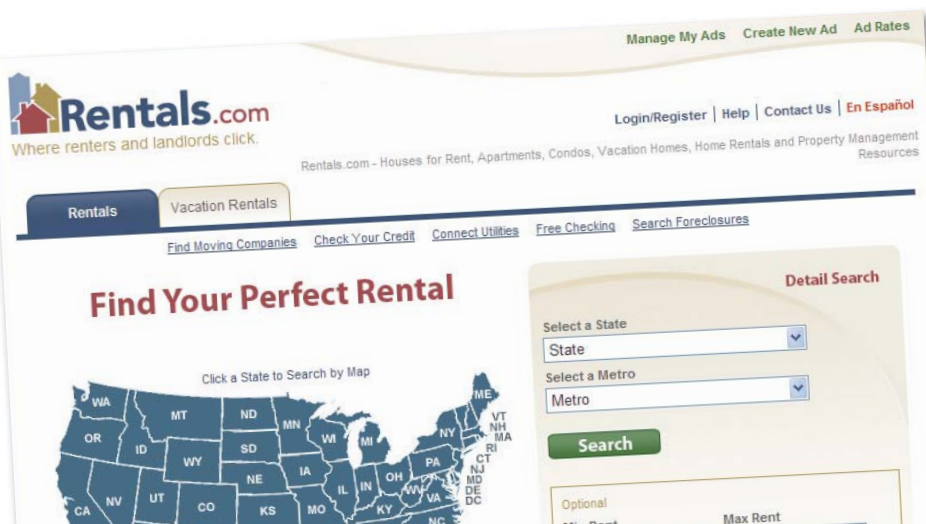 Manage My Ads Create New Ad Ad Rates
Rentals.com
Where renters and landlords click.
Login/Register | Help | Contact Us | En Español
Rentals.com - Houses for Rent, Apartments, Condos, Vacation Homes, Home Rentals and Property Management
Resources
Rentals Vacation Rentals
Find Moving Companies Check Your Credit Connect Utilities Free Checking Search Foreclosures
Find Your Perfect Rental
Detail Search
Select a State
State
Click a State to Search by Map
Select a Metro
Metro
Search
WA
MT
ND
MN
ME
VT
NH
MA
RI
CT
NJ
MD
DE
DC
OR
ID
WY
SD
WI
MI
NY
NE
IA
IL
IN
OH
PA
WV
VA
CA
NV
UT
CO
KS
MO
KY
NC
Optional
Min Rent Max Rent